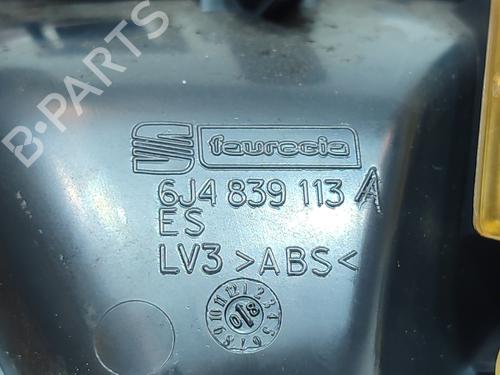 B-PARTS
faurecia
6J4 839 113 A
ES
LV3 >ABS<